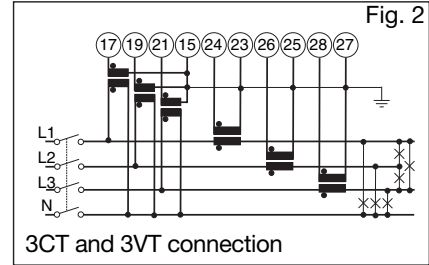 Fig. 2
17 19 21 15 24 23 26 25 28 27
L1
L2
L3
N
3CT and 3VT connection